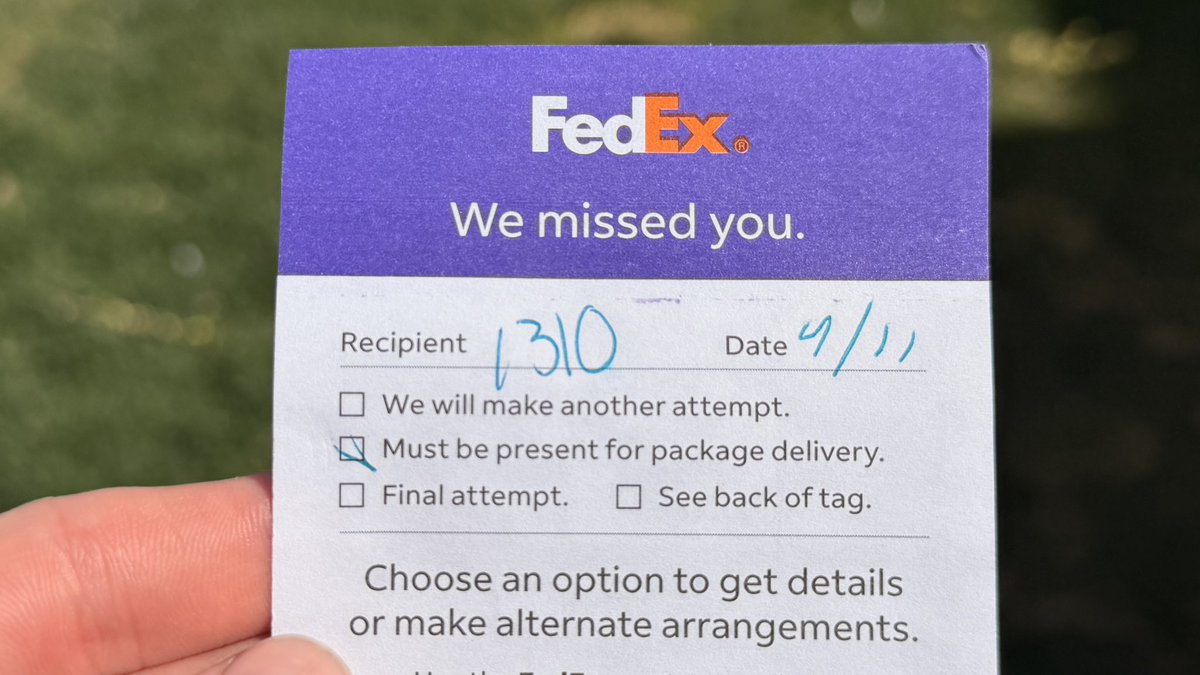 FedEx®
We missed you.
Recipient 1310 Date 4/11
We will make another attempt.
Must be present for package delivery.
Final attempt. See back of tag.
Choose an option to get details
or make alternate arrangements.